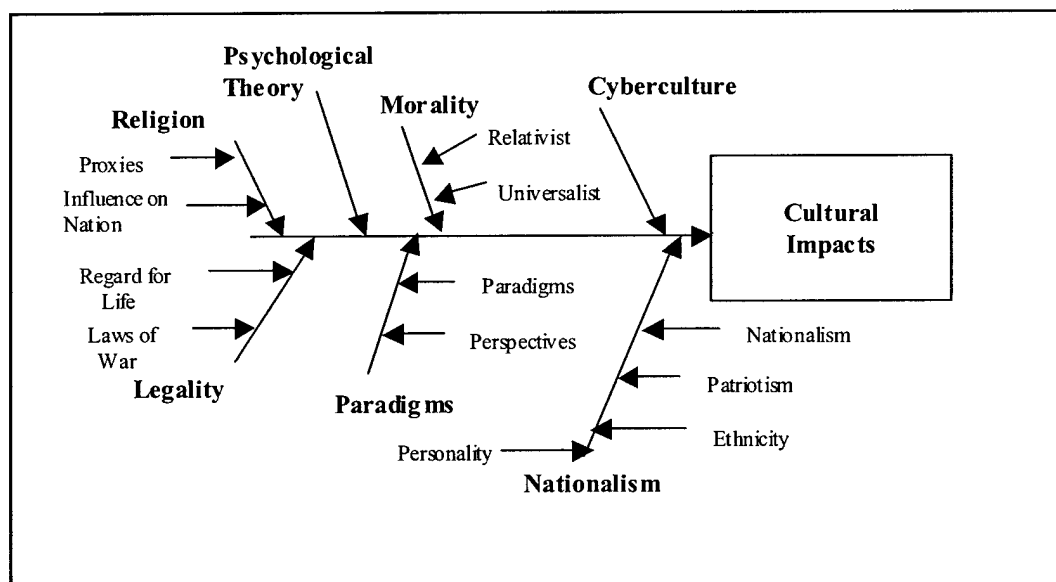 Psychological
Theory
Morality
Cyberculture
Religion
Relativist
Proxies
Universalist
Influence on
Nation
Cultural
Impacts
Regard for
Life
Paradigms
Laws of
War
Perspectives
Nationalism
Legality
Paradigms
Patriotism
Ethnicity
Personality
Nationalism